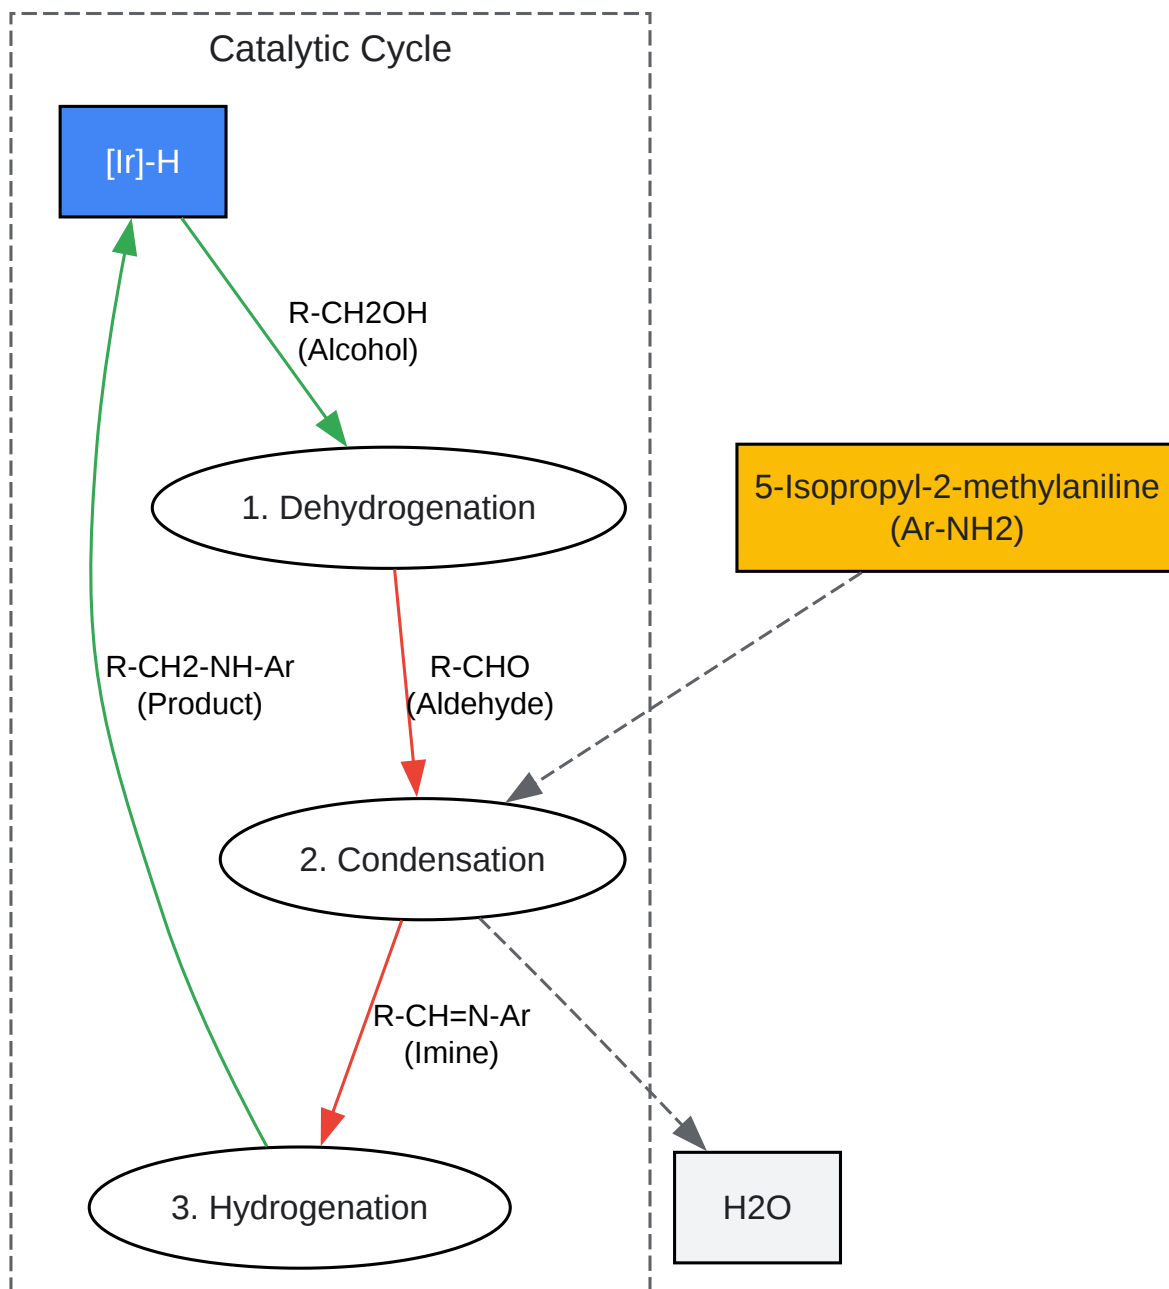 Catalytic Cycle
[Ir]-H
R-CH2OH
(Alcohol)
1. Dehydrogenation
5-Isopropyl-2-methylaniline
(Ar-NH2)
R-CH2-NH-Ar
(Product)
R-CHO
(Aldehyde)
2. Condensation
R-CH=N-Ar
(Imine)
3. Hydrogenation
H2O